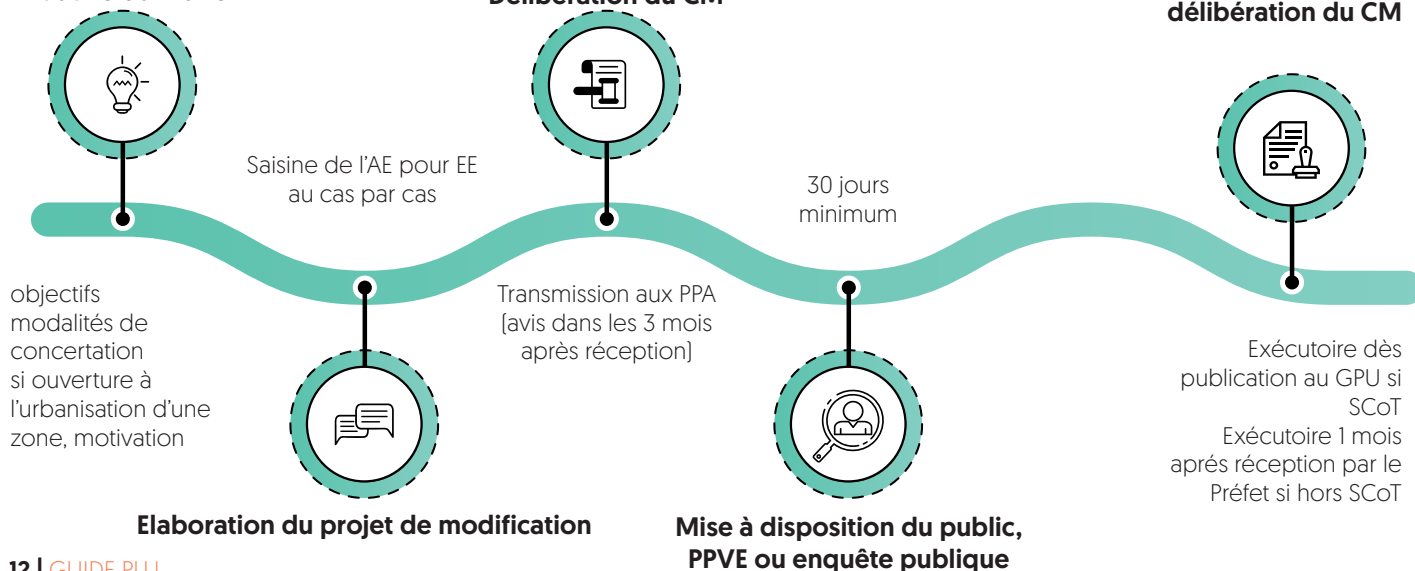 Délibération du CM
délibération du CM
Saisine de l'AE pour EE
au cas par cas
30 jours
minimum
objectifs
modalités de
concertation
si ouverture à
l'urbanisation d'une
zone, motivation
Transmission aux PPA
(avis dans les 3 mois
après réception)
Exécutoire dès
publication au GPU si
SCoT
Exécutoire 1 mois
aprés réception par le
Préfet si hors SCoT
Elaboration du projet de modification
Mise à disposition du public,
PPVE ou enquête publique
12 |